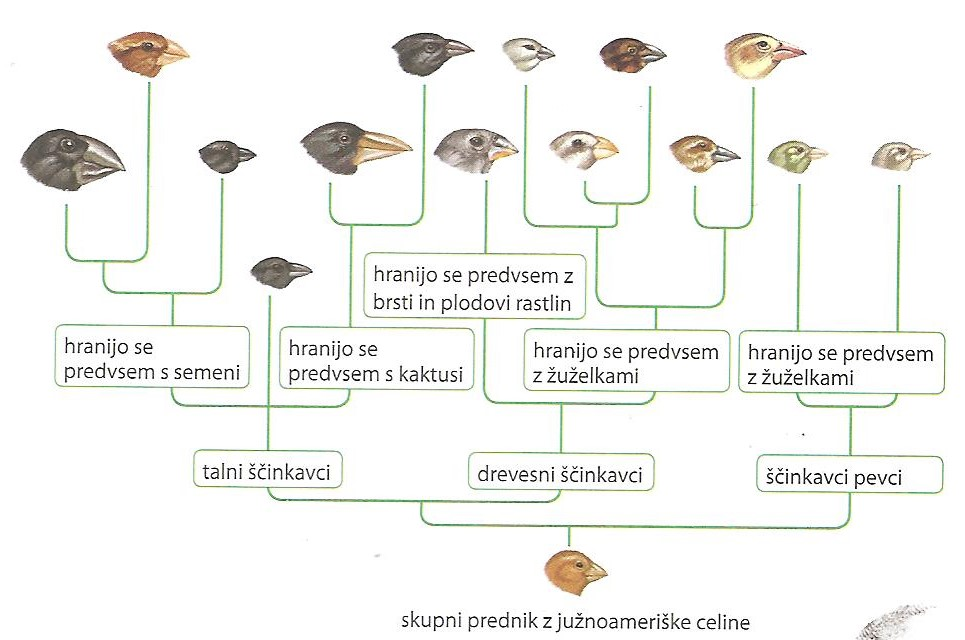 hranijo se predvsem z
brsti in plodovi rastlin
hranijo se
predvsem s semeni
hranijo se
predvsem s kaktusi
hranijo se predvsem
z žuželkami
hranijo se predvsem
z žuželkami
talni ščinkavci
drevesni ščinkavci
ščinkavci pevci
skupni prednik z južnoameriške celine